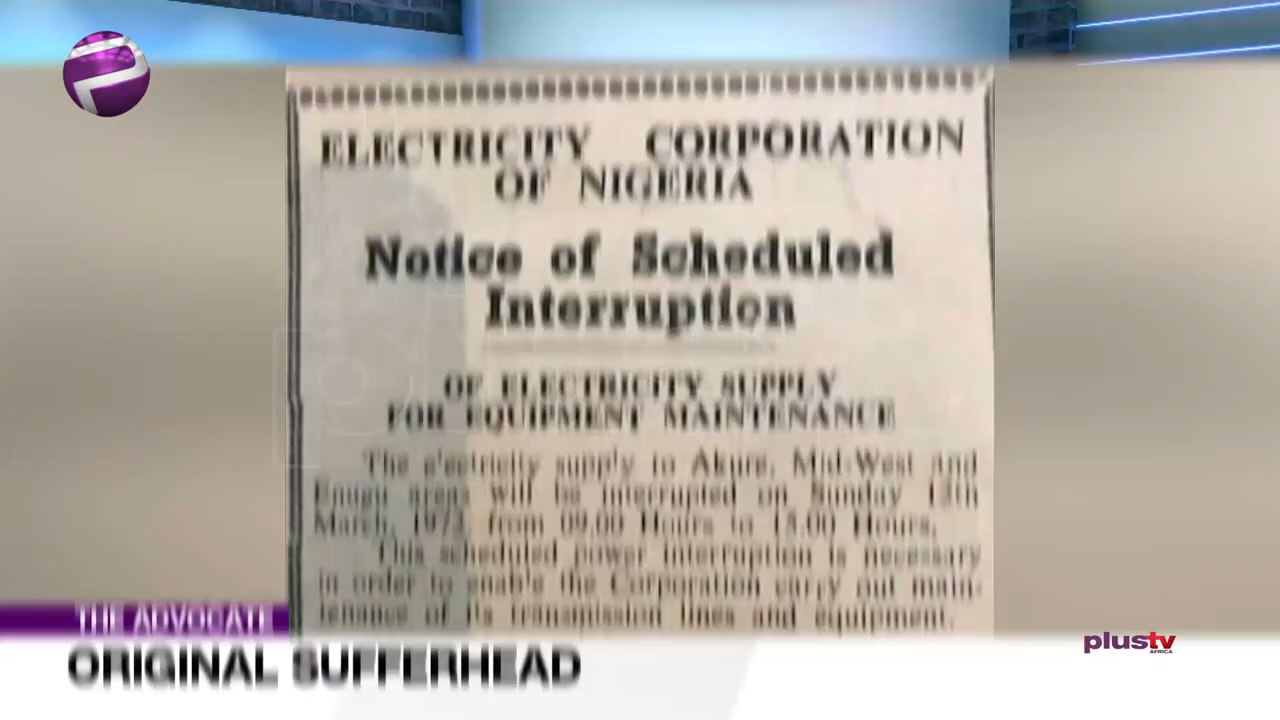 ELECTRICITY CORPORATION
OF NIGERIA
Notice of Scheduled
Interruption
OF ELECTRICITY SUPPLY
FOR EQUIPMENT MAINTENANCE
The electricity supply to Akure, Mid-West and
Enugu areas will be interrupted on Sunday 12th
March, 1972 from 09.00 Hours to 15.00 Hours.
This scheduled power interruption is necessary
in order to enable the Corporation carry out main-
tenance of its transmission lines and equipment.
THE ADVOCATE
ORIGINAL SUFFERHEAD
plustv
AFRICA